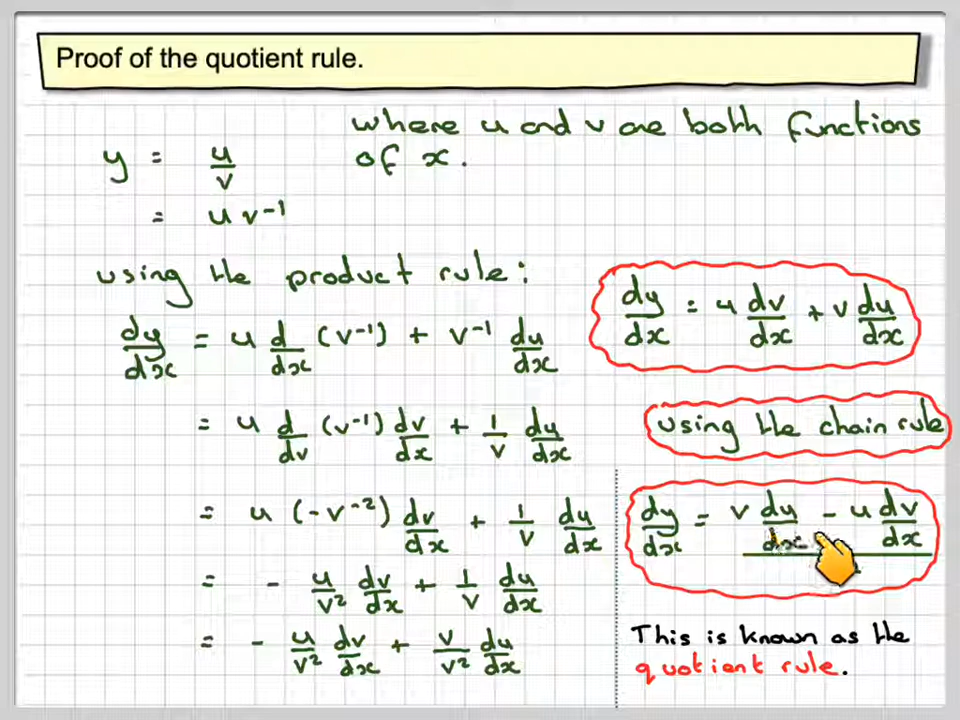 Proof of the quotient rule.
where u and v are both functions
of x.
y = u/v
= u v⁻¹
using the product rule:
dy/dx = u d/dx (v⁻¹) + v⁻¹ du/dx
dy/dx = u dv/dx + v du/dx
= u d/dv (v⁻¹) dv/dx + 1/v du/dx
using the chain rule
= u (-v⁻²) dv/dx + 1/v du/dx
dy/dx = v du/dx - u dv/dx
= - u/v² dv/dx + 1/v du/dx
= - u/v² dv/dx + v/v² du/dx
This is known as the
quotient rule.